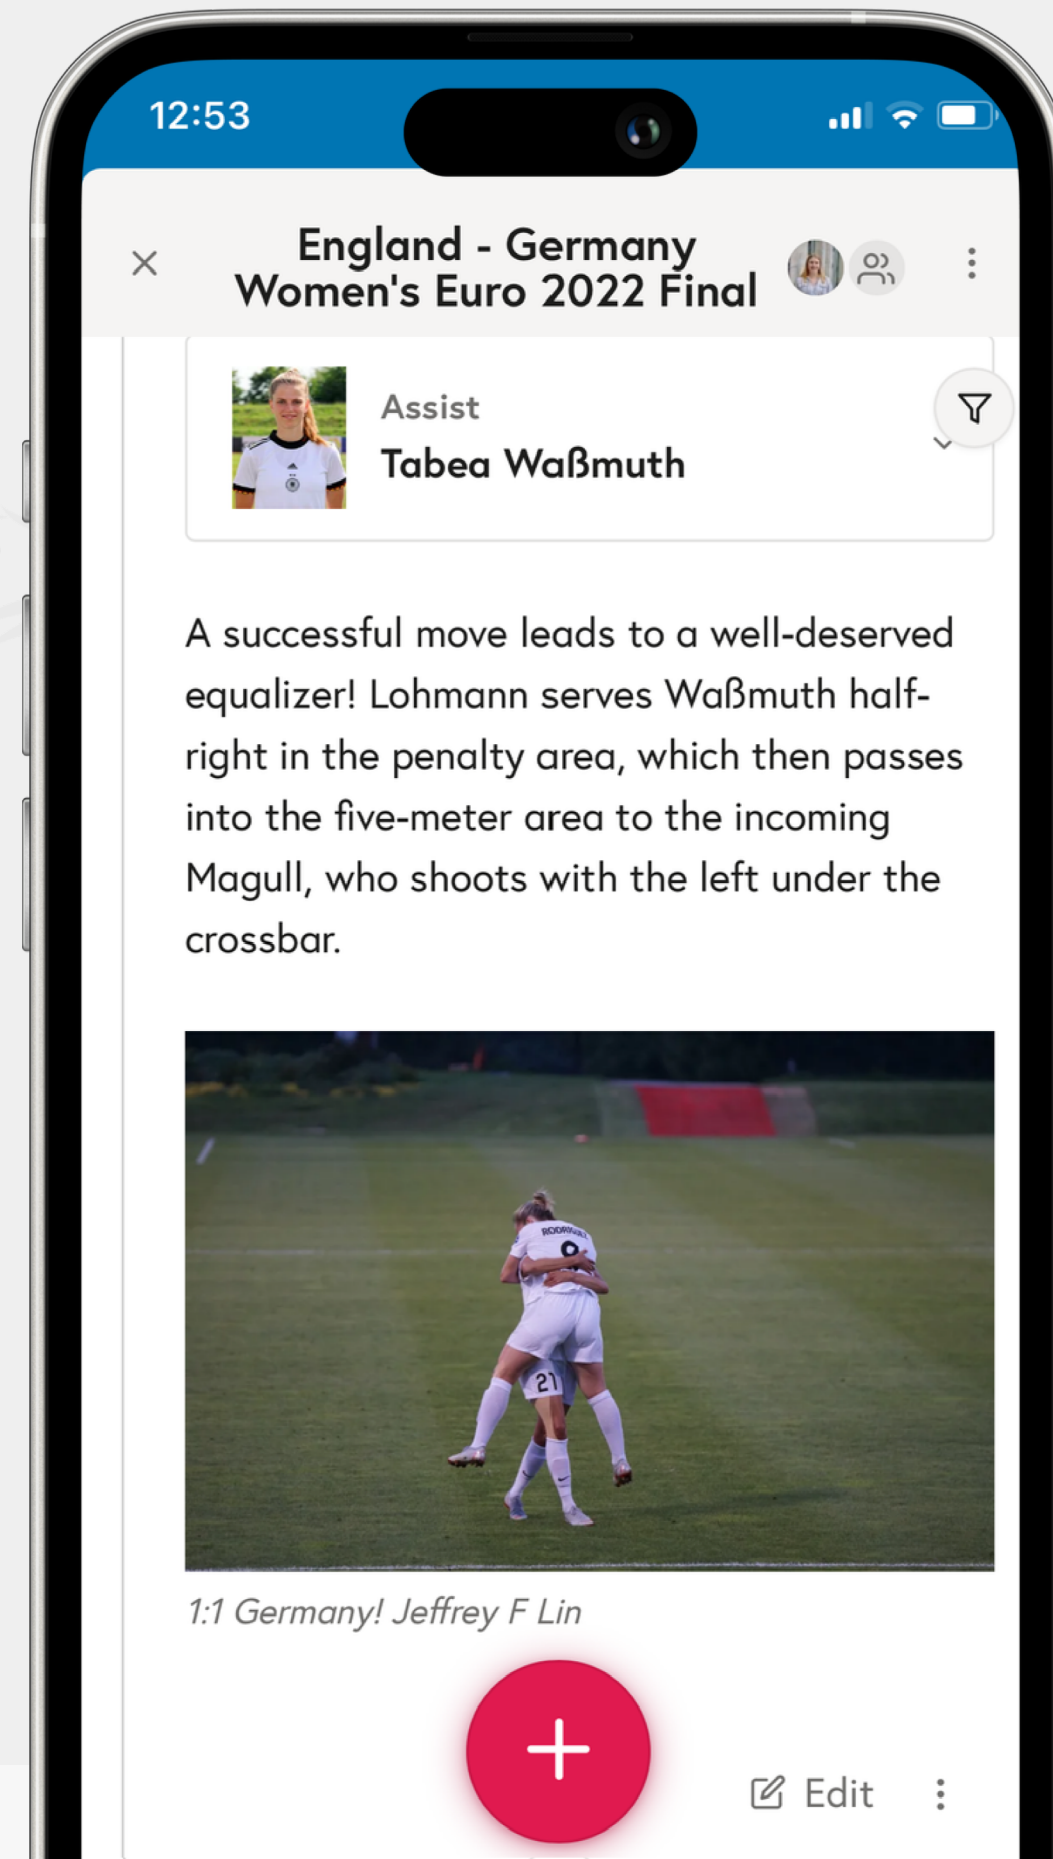 12:53
England - Germany
Women's Euro 2022 Final
Assist
Tabea Waßmuth
A successful move leads to a well-deserved
equalizer! Lohmann serves Waßmuth half-
right in the penalty area, which then passes
into the five-meter area to the incoming
Magull, who shoots with the left under the
crossbar.
21
1:1 Germany! Jeffrey F Lin
Edit